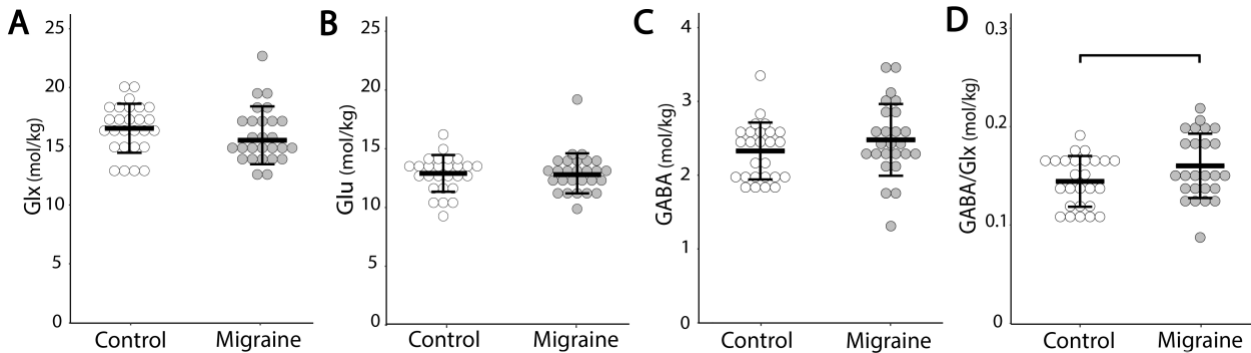 A
Glx (mol/kg)
25
20
15
10
5
0
Control
Migraine
B
Glu (mol/kg)
25
20
15
10
5
0
Control
Migraine
C
GABA (mol/kg)
4
3
2
1
0
Control
Migraine
D
GABA/Glx (mol/kg)
0.3
0.2
0.1
0
Control
Migraine